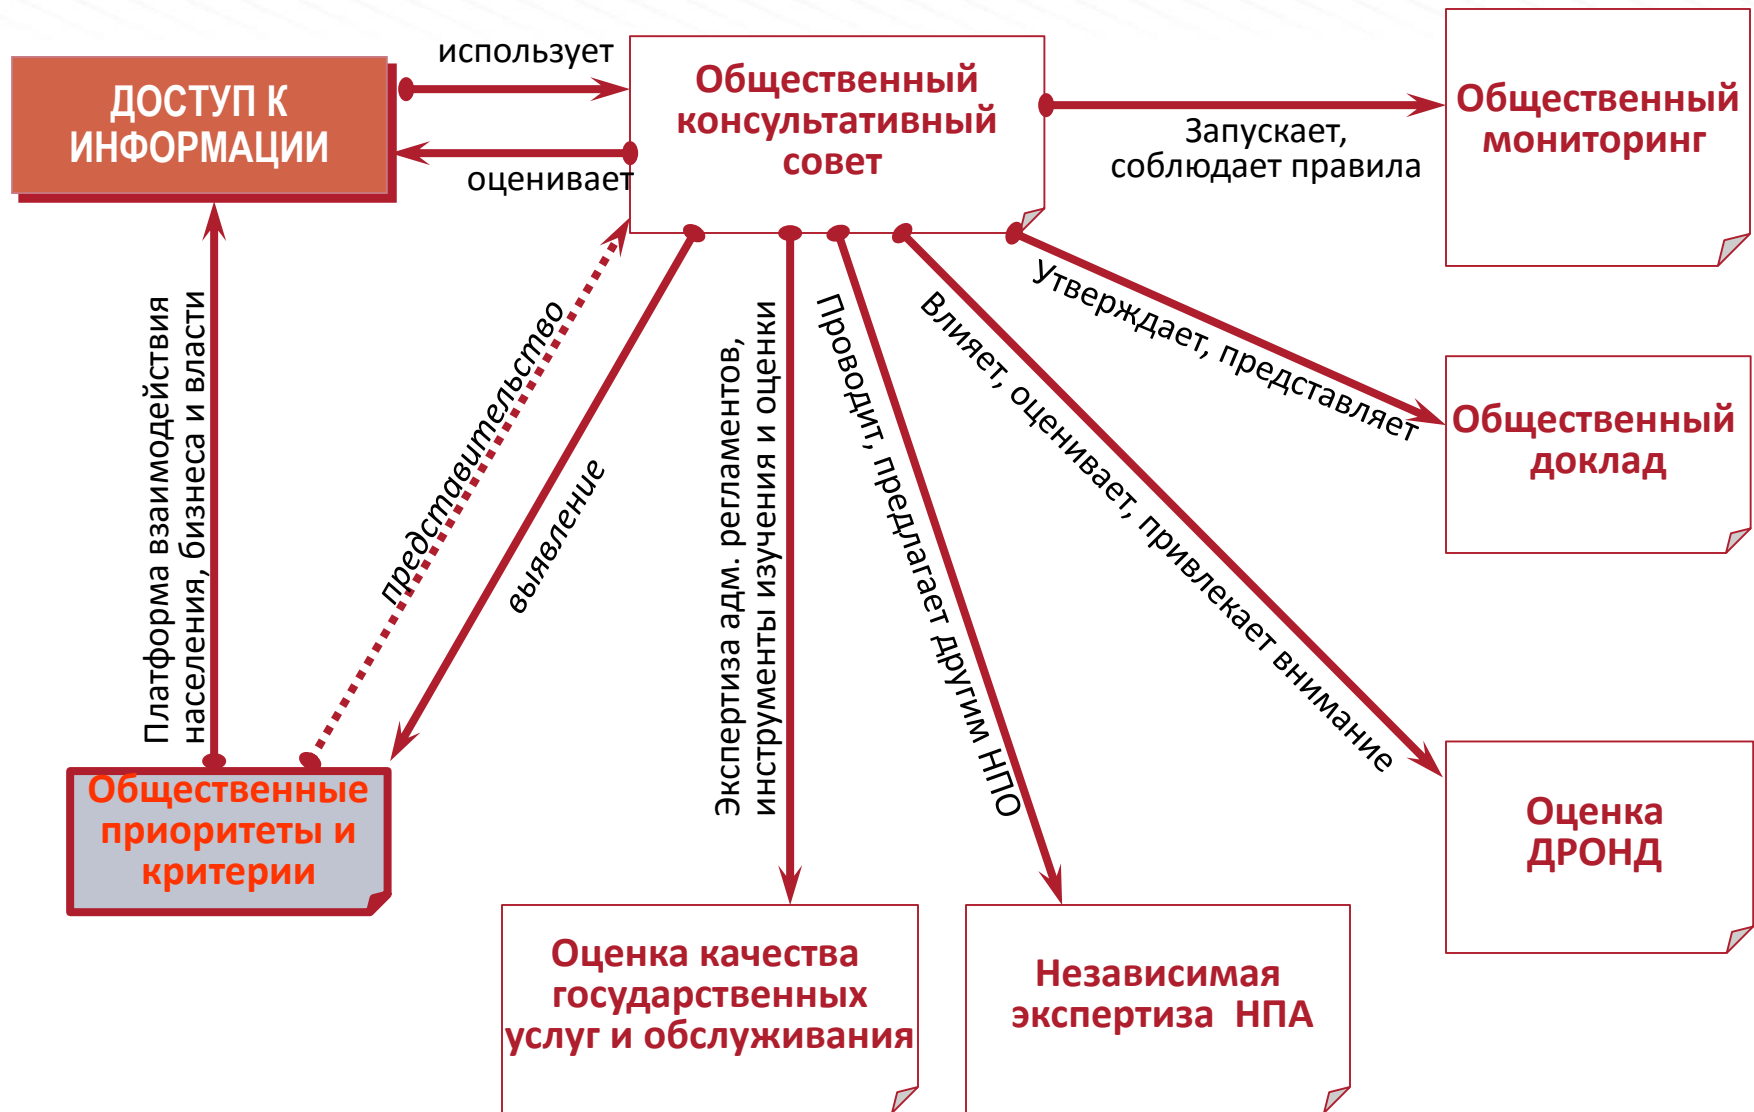 использует
ДОСТУП К
ИНФОРМАЦИИ
оценивает
Общественный
консультативный
совет
Запускает,
соблюдает правила
Общественный
мониторинг
Утверждает, представляет
Общественный
доклад
Платформа взаимодействия
населения, бизнеса и власти
представительство
выявление
Экспертиза адм. регламентов,
инструменты изучения и оценки
Проводит, предлагает другим НПО
Влияет, оценивает, привлекает внимание
Общественные
приоритеты и
критерии
Оценка
ДРОНД
Оценка качества
государственных
услуг и обслуживания
Независимая
экспертиза НПА